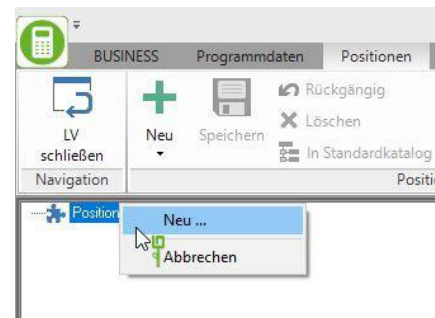 BUSINESS Programmdaten Positionen
LV schließen
Neu
Speichern
Rückgängig
Löschen
In Standardkatalog
Navigation
Positi
Position
Neu ...
Abbrechen